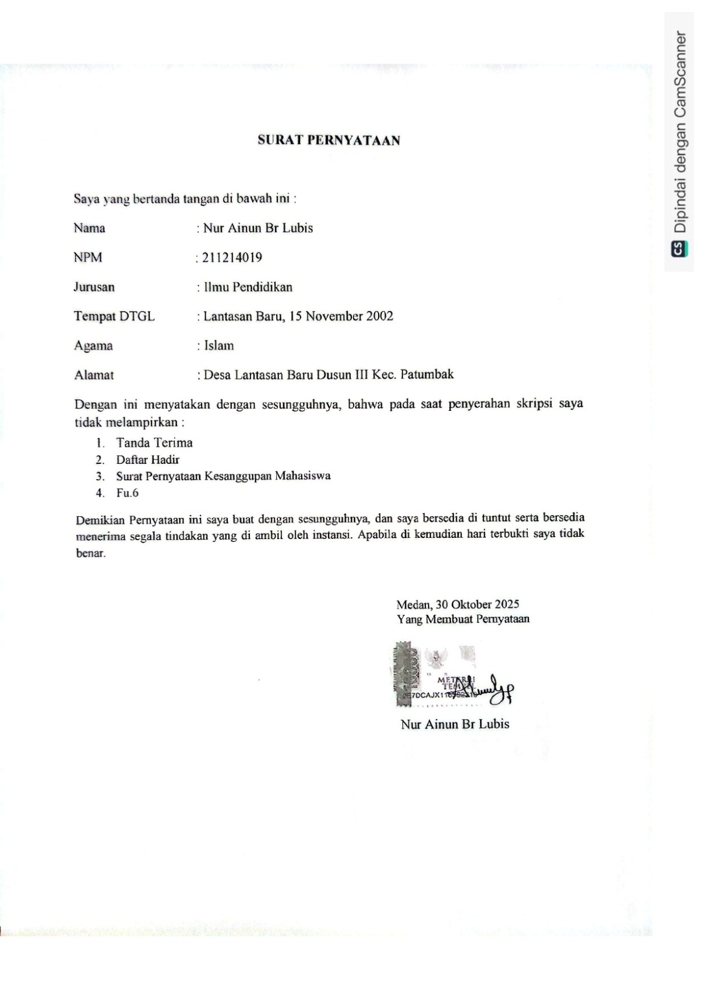 SURAT PERNYATAAN
Saya yang bertanda tangan di bawah ini :
Nama : Nur Ainun Br Lubis
NPM : 211214019
Jurusan : Ilmu Pendidikan
Tempat DTGL : Lantasan Baru, 15 November 2002
Agama : Islam
Alamat : Desa Lantasan Baru Dusun III Kec. Patumbak
Dengan ini menyatakan dengan sesungguhnya, bahwa pada saat penyerahan skripsi saya
tidak melampirkan :
1. Tanda Terima
2. Daftar Hadir
3. Surat Pernyataan Kesanggupan Mahasiswa
4. Fu.6
Demikian Pernyataan ini saya buat dengan sesungguhnya, dan saya bersedia di tuntut serta bersedia
menerima segala tindakan yang di ambil oleh instansi. Apabila di kemudian hari terbukti saya tidak
benar.
Medan, 30 Oktober 2025
Yang Membuat Pernyataan
10000
METERAI
TEMPEL
Nur Ainun Br Lubis
CS Dipindai dengan CamScanner